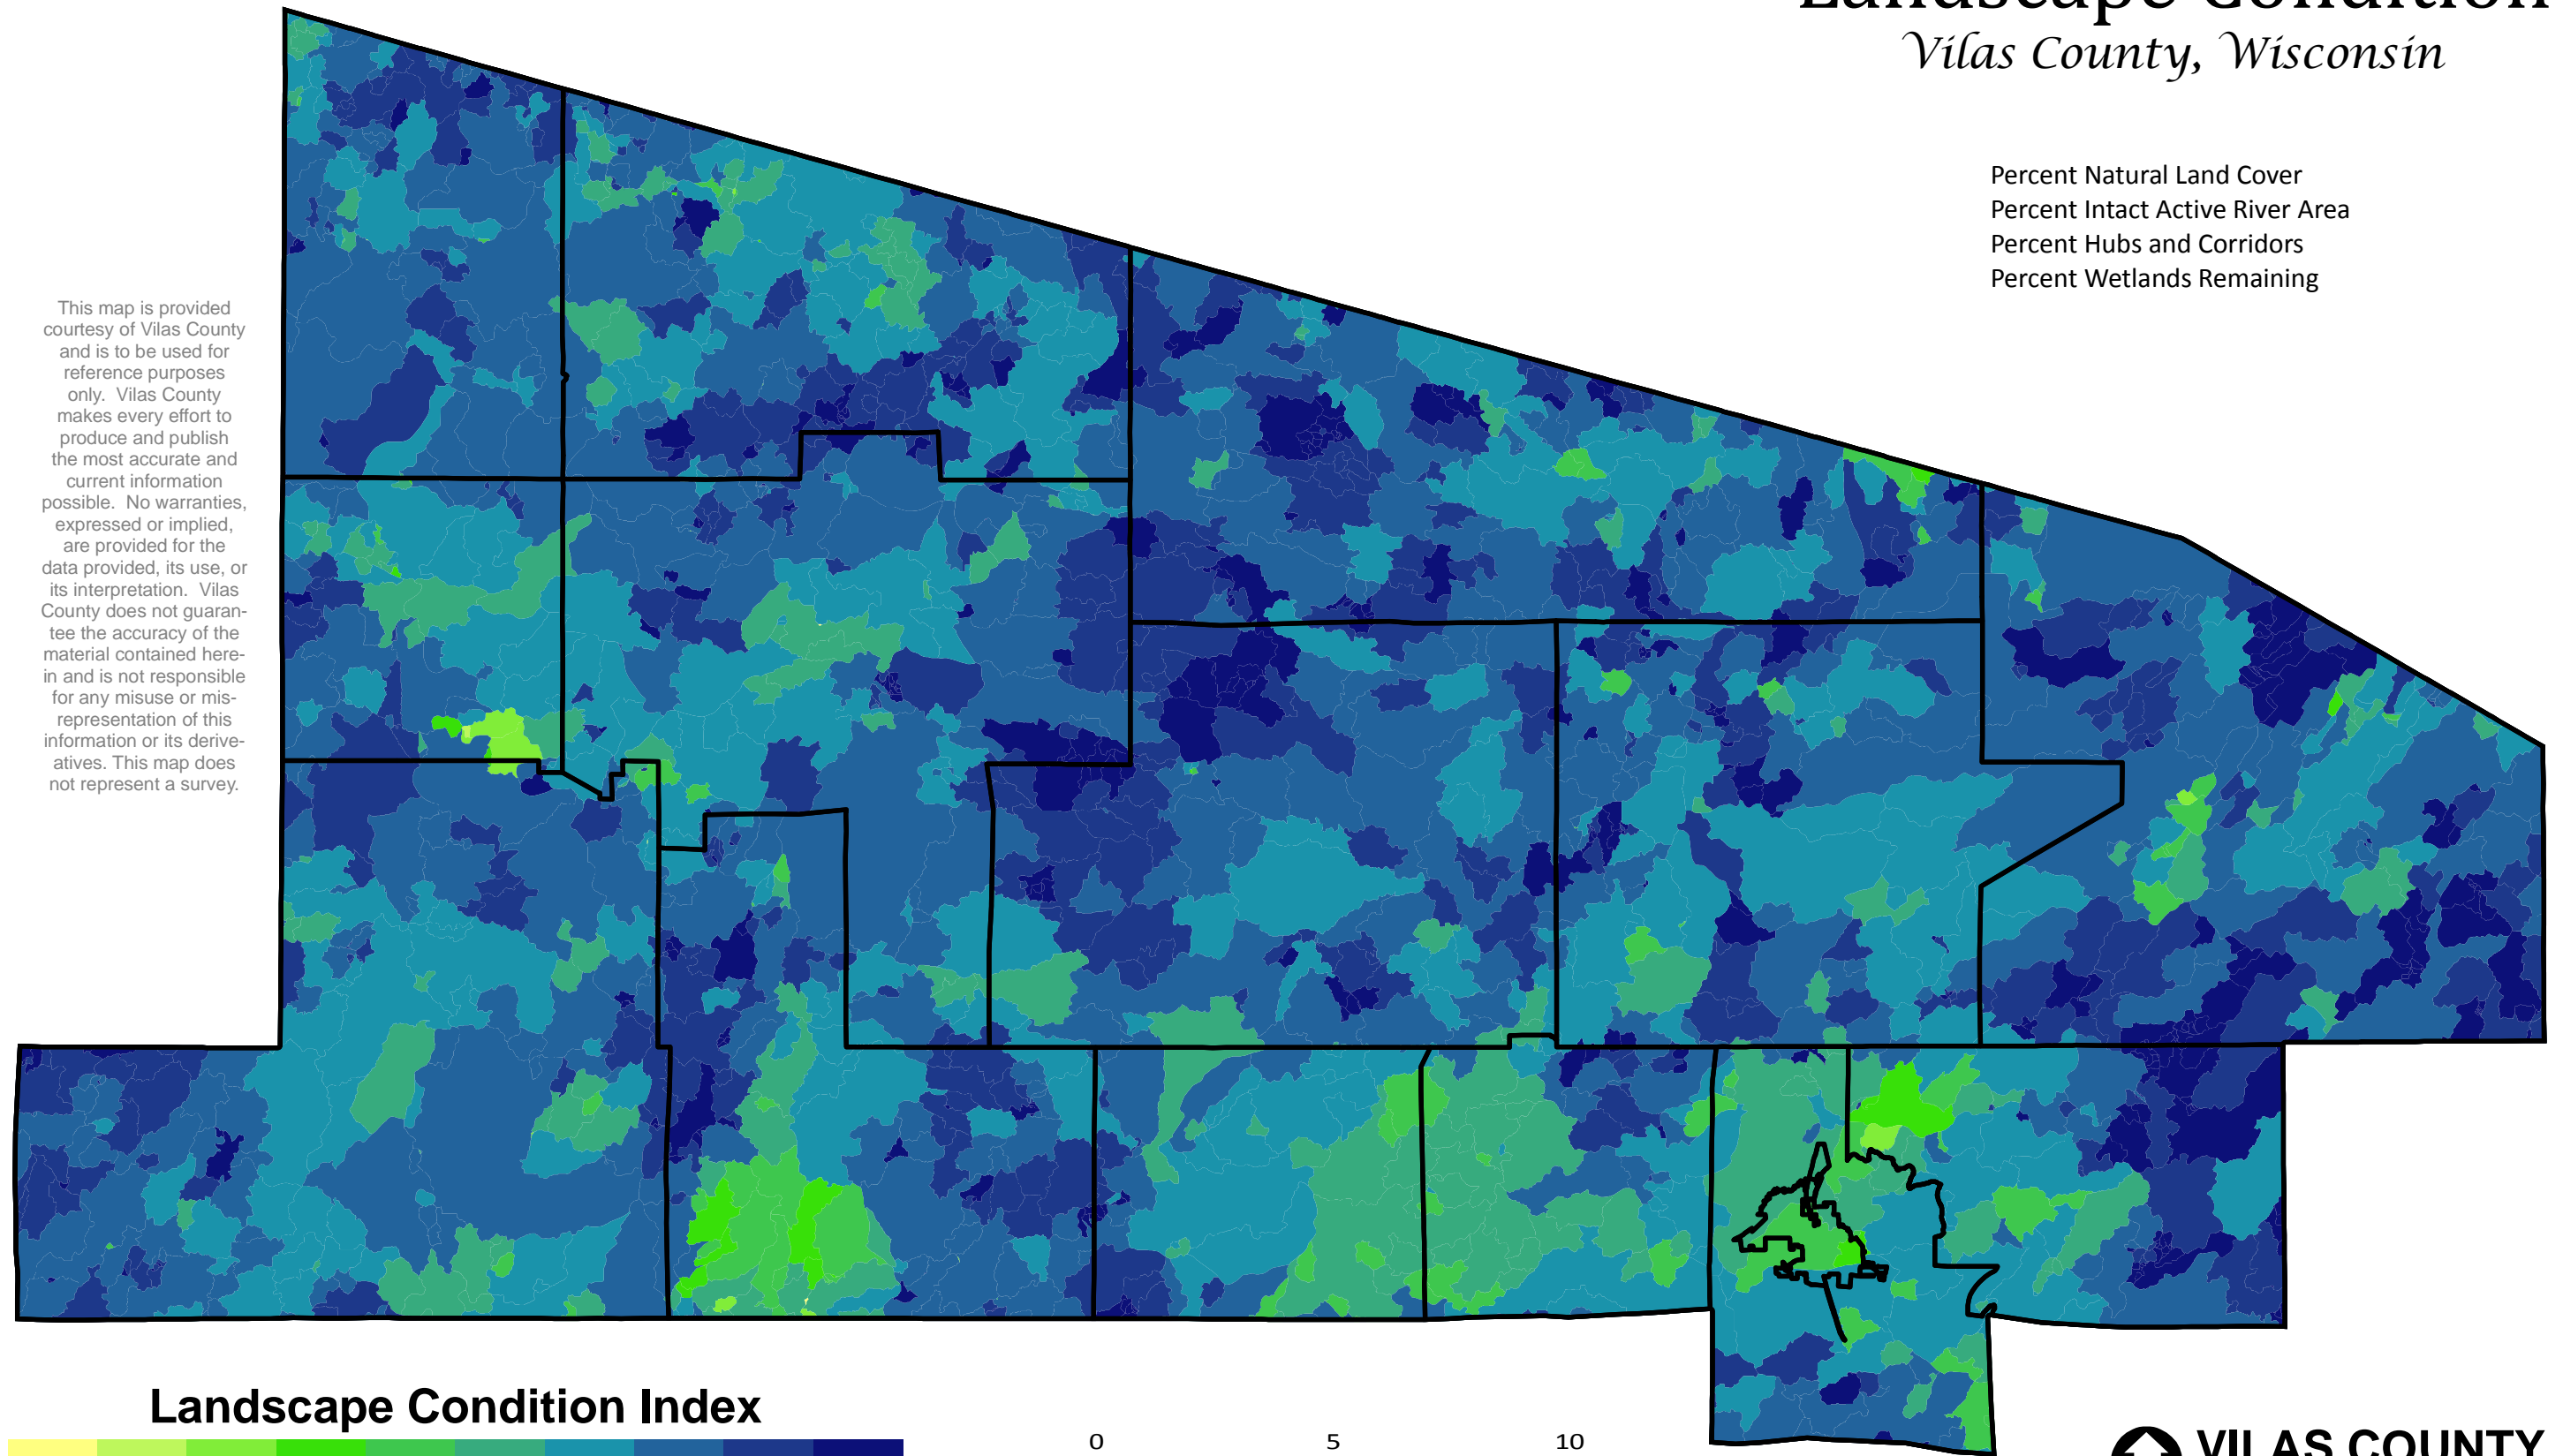 Landscape Condition
Vilas County, Wisconsin
Percent Natural Land Cover
Percent Intact Active River Area
Percent Hubs and Corridors
Percent Wetlands Remaining
This map is provided
courtesy of Vilas County
and is to be used for
reference purposes
only. Vilas County
makes every effort to
produce and publish
the most accurate and
current information
possible. No warranties,
expressed or implied,
are provided for the
data provided, its use, or
its interpretation. Vilas
County does not guaran-
tee the accuracy of the
material contained here-
in and is not responsible
for any misuse or mis-
representation of this
information or its derive-
atives. This map does
not represent a survey.
Landscape Condition Index
0 5 10
VILAS COUNTY